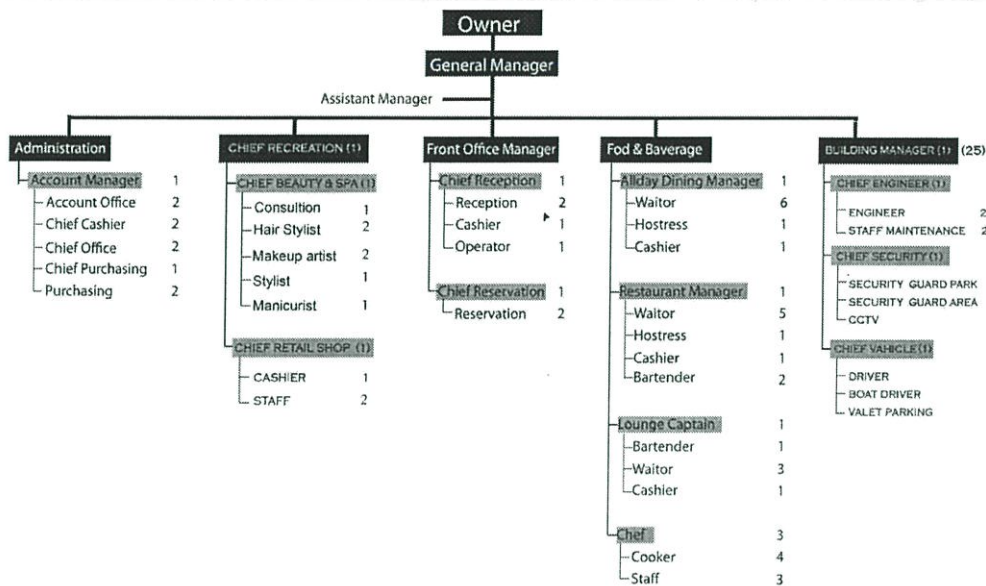 Owner
General Manager
Assistant Manager
Administration
Account Manager 1
Account Office 2
Chief Cashier 2
Chief Office 2
Chief Purchasing 1
Purchasing 2
CHIEF RECREATION (1)
CHIEF BEAUTY & SPA (1)
Consultion 1
Hair Stylist 2
Makeup artist 2
Stylist 1
Manicurist 1
CHIEF RETAIL SHOP (1)
CASHIER 1
STAFF 2
Front Office Manager
Chief Reception 1
Reception 2
Cashier 1
Operator 1
Chief Reservation 1
Reservation 2
Fod & Baverage
Allday Dining Manager 1
Waitor 6
Hostress 1
Cashier 1
Restaurant Manager 1
Waitor 5
Hostress 1
Cashier 1
Bartender 2
Lounge Captain 1
Bartender 1
Waitor 3
Cashier 1
Chef 3
Cooker 4
Staff 3
BUILDING MANAGER (1) (25)
CHIEF ENGINEER (1)
ENGINEER 2
STAFF MAINTENANCE 2
CHIEF SECURITY (1)
SECURITY GUARD PARK
SECURITY GUARD AREA
CCTV
CHIEF VEHICLE (1)
DRIVER
BOAT DRIVER
VALET PARKING